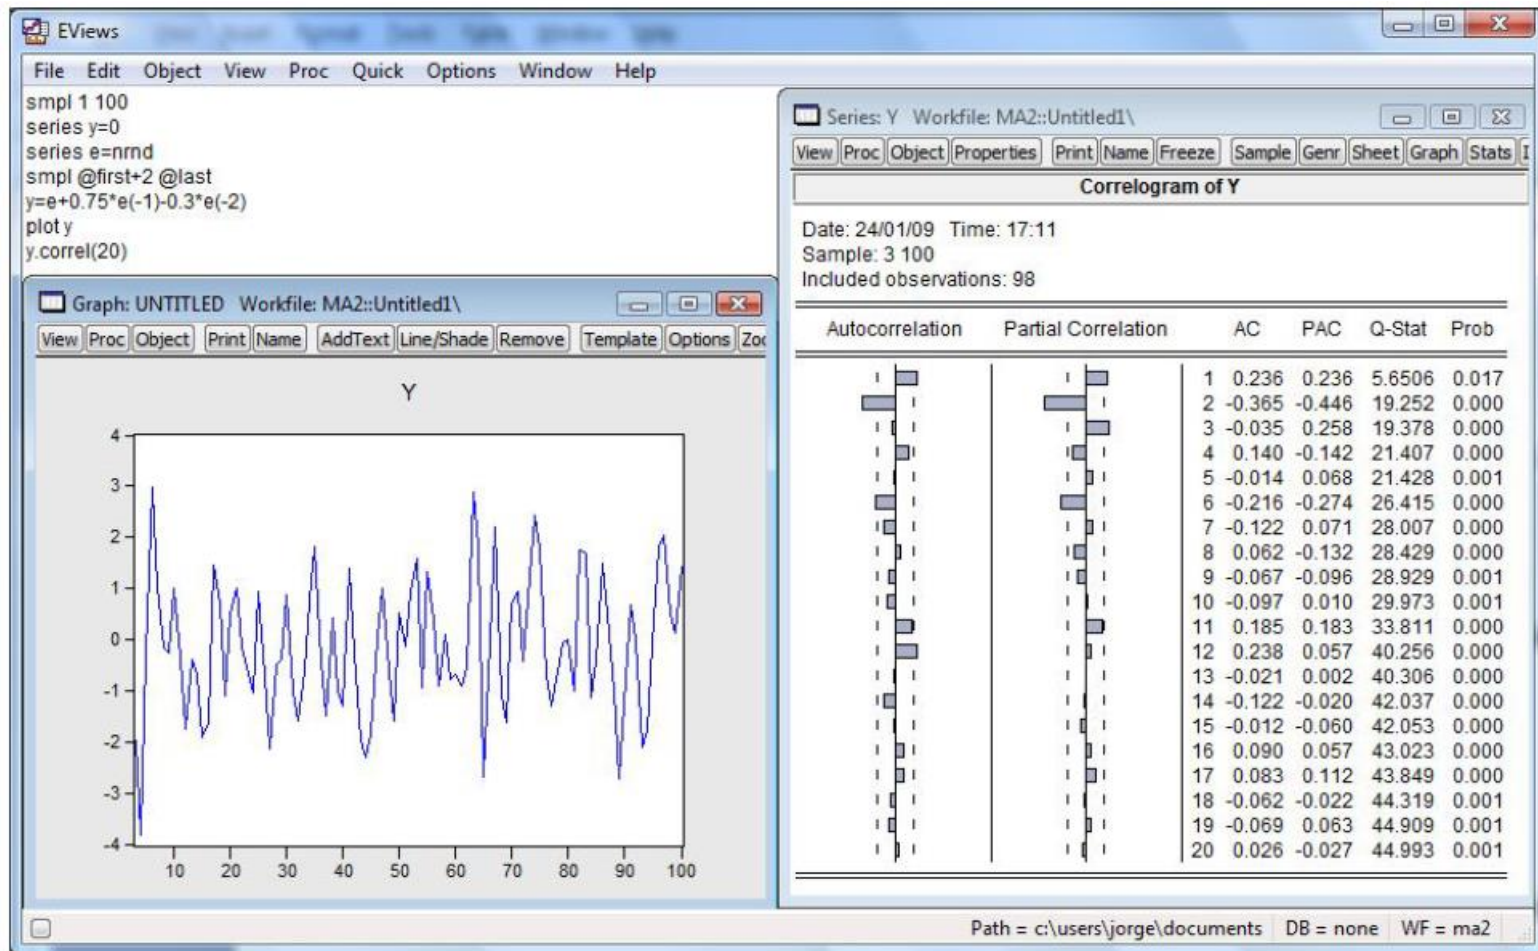 EViews
File Edit Object View Proc Quick Options Window Help
smpl 1 100
series y=0
series e=nrnd
smpl @first+2 @last
y=e+0.75*e(-1)-0.3*e(-2)
plot y
y.correl(20)
Graph: UNTITLED Workfile: MA2::Untitled1\
View Proc Object Print Name AddText Line/Shade Remove Template Options Zoo
Y
4
3
2
1
0
-1
-2
-3
-4
10 20 30 40 50 60 70 80 90 100
Series: Y Workfile: MA2::Untitled1\
View Proc Object Properties Print Name Freeze Sample Genr Sheet Graph Stats I
Correlogram of Y
Date: 24/01/09 Time: 17:11
Sample: 3 100
Included observations: 98
Autocorrelation Partial Correlation AC PAC Q-Stat Prob
1 0.236 0.236 5.6506 0.017
2 -0.365 -0.446 19.252 0.000
3 -0.035 0.258 19.378 0.000
4 0.140 -0.142 21.407 0.000
5 -0.014 0.068 21.428 0.001
6 -0.216 -0.274 26.415 0.000
7 -0.122 0.071 28.007 0.000
8 0.062 -0.132 28.429 0.000
9 -0.067 -0.096 28.929 0.001
10 -0.097 0.010 29.973 0.001
11 0.185 0.183 33.811 0.000
12 0.238 0.057 40.256 0.000
13 -0.021 0.002 40.306 0.000
14 -0.122 -0.020 42.037 0.000
15 -0.012 -0.060 42.053 0.000
16 0.090 0.057 43.023 0.000
17 0.083 0.112 43.849 0.000
18 -0.062 -0.022 44.319 0.001
19 -0.069 0.063 44.909 0.001
20 0.026 -0.027 44.993 0.001
Path = c:\users\jorge\documents DB = none WF = ma2